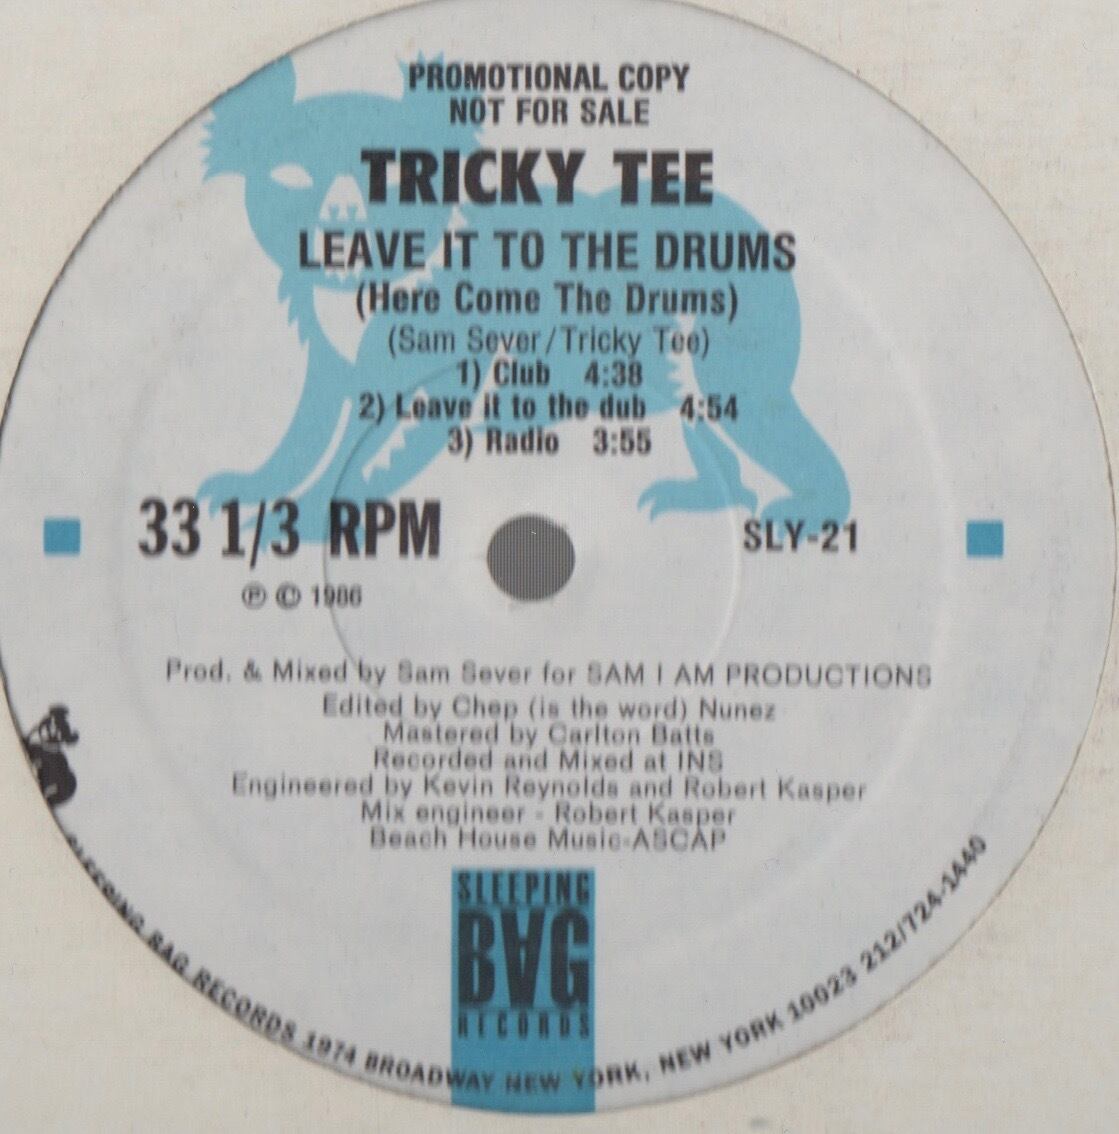 PROMOTIONAL COPY
NOT FOR SALE
TRICKY TEE
LEAVE IT TO THE DRUMS
(Here Come The Drums)
(Sam Sever/Tricky Tee)
1) Club 4:38
2) Leave it to the dub 4:54
3) Radio 3:55
33 1/3 RPM
SLY-21
℗ © 1986
Prod. & Mixed by Sam Sever for SAM I AM PRODUCTIONS
Edited by Chep (is the word) Nunez
Mastered by Carlton Batts
Recorded and Mixed at INS
Engineered by Kevin Reynolds and Robert Kasper
Mix engineer - Robert Kasper
Beach House Music-ASCAP
SLEEPING
BAG
RECORDS
SLEEPING BAG RECORDS 1974 BROADWAY NEW YORK, NEW YORK 10023 212/724-1440